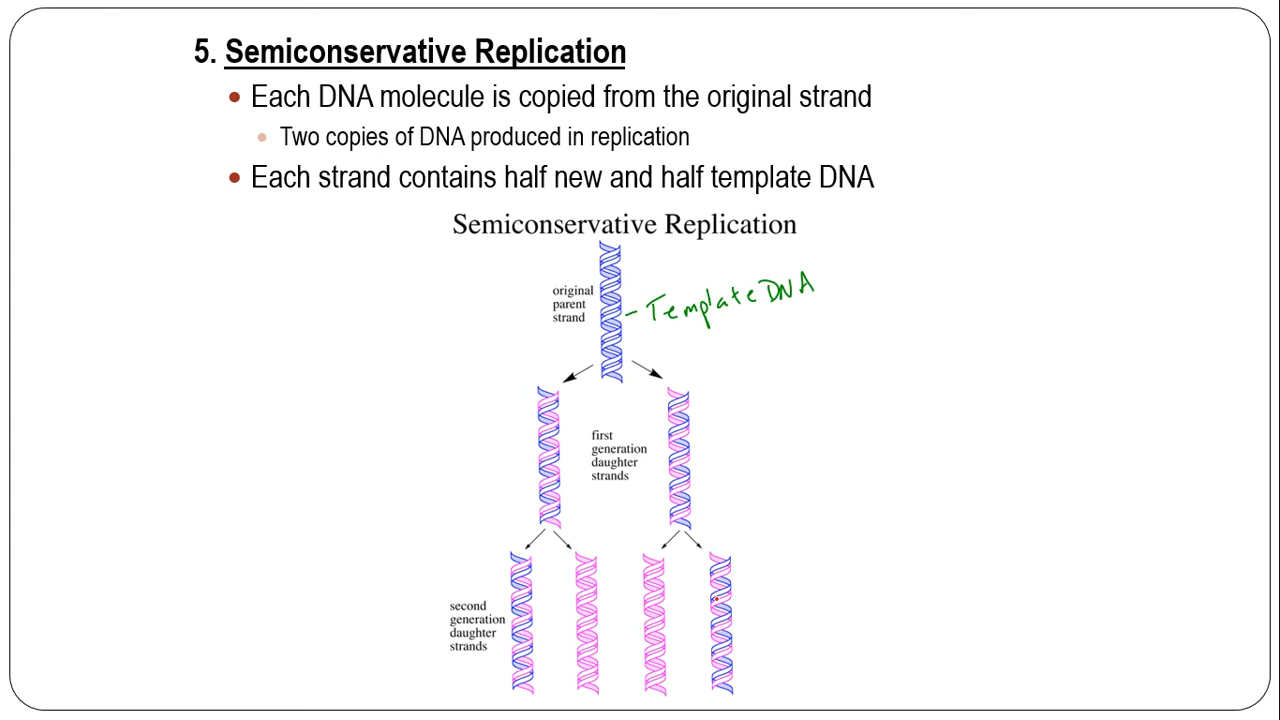 5. Semiconservative Replication
• Each DNA molecule is copied from the original strand
• Two copies of DNA produced in replication
• Each strand contains half new and half template DNA
Semiconservative Replication
original
parent
strand
- Template DNA
first
generation
daughter
strands
second
generation
daughter
strands